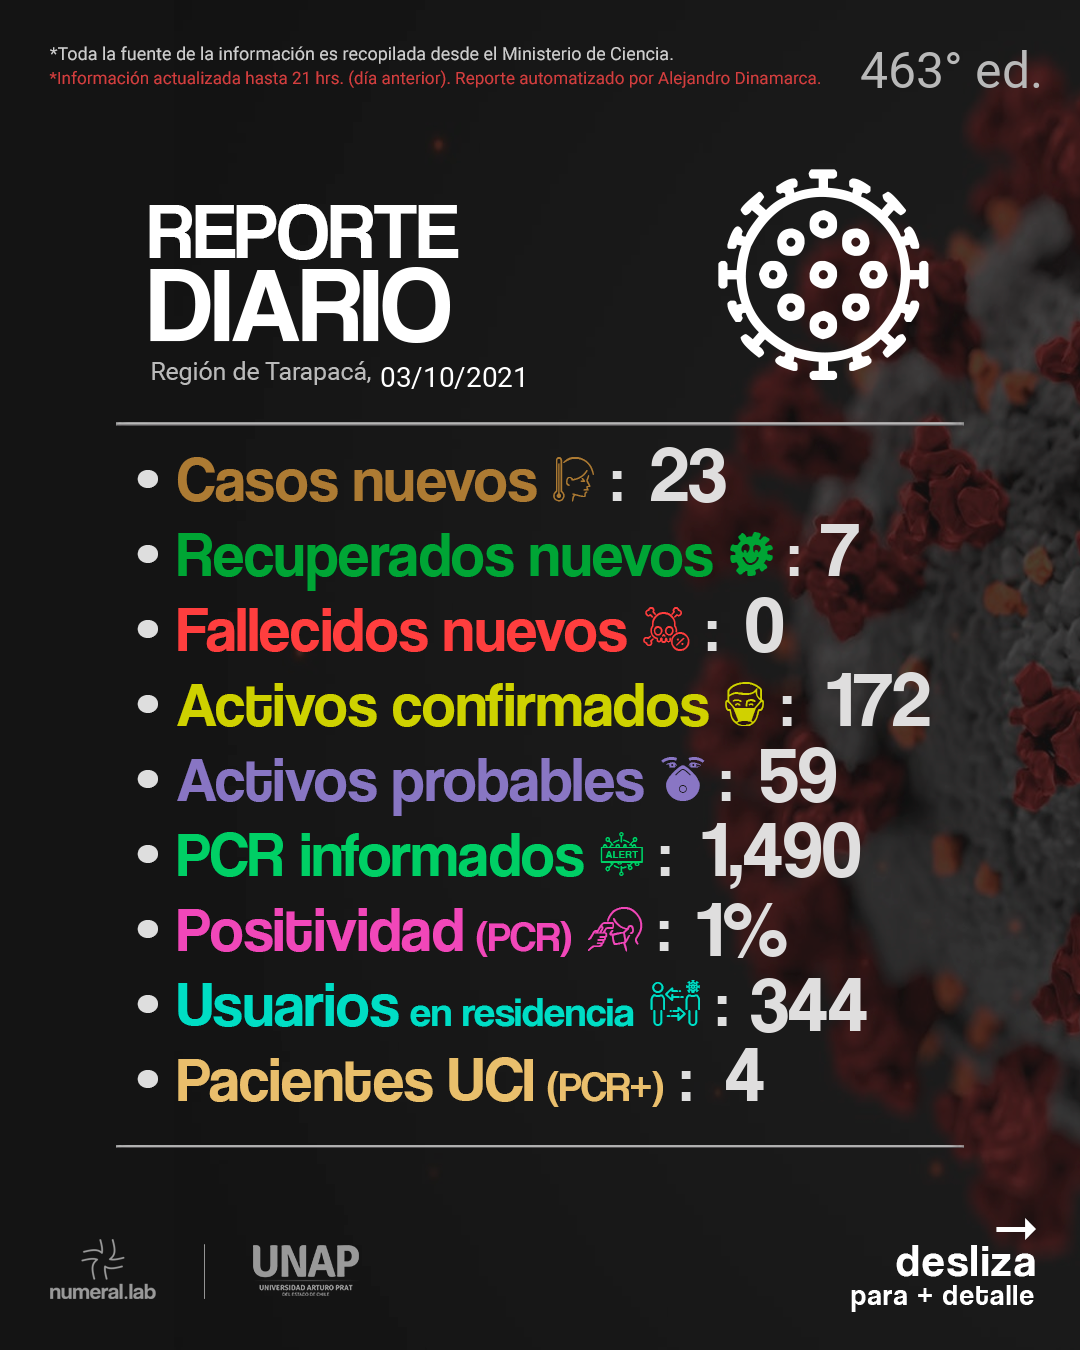 *Toda la fuente de la información es recopilada desde el Ministerio de Ciencia.
*Información actualizada hasta 21 hrs. (día anterior). Reporte automatizado por Alejandro Dinamarca.
463° ed.
REPORTE
DIARIO
Región de Tarapacá, 03/10/2021
• Casos nuevos : 23
• Recuperados nuevos : 7
• Fallecidos nuevos % : 0
• Activos confirmados : 172
• Activos probables : 59
• PCR informados ALERT : 1,490
• Positividad (PCR) : 1%
• Usuarios en residencia : 344
• Pacientes UCI (PCR+) : 4
numeral.lab
UNAP
UNIVERSIDAD ARTURO PRAT
DEL ESTADO DE CHILE
desliza
para + detalle